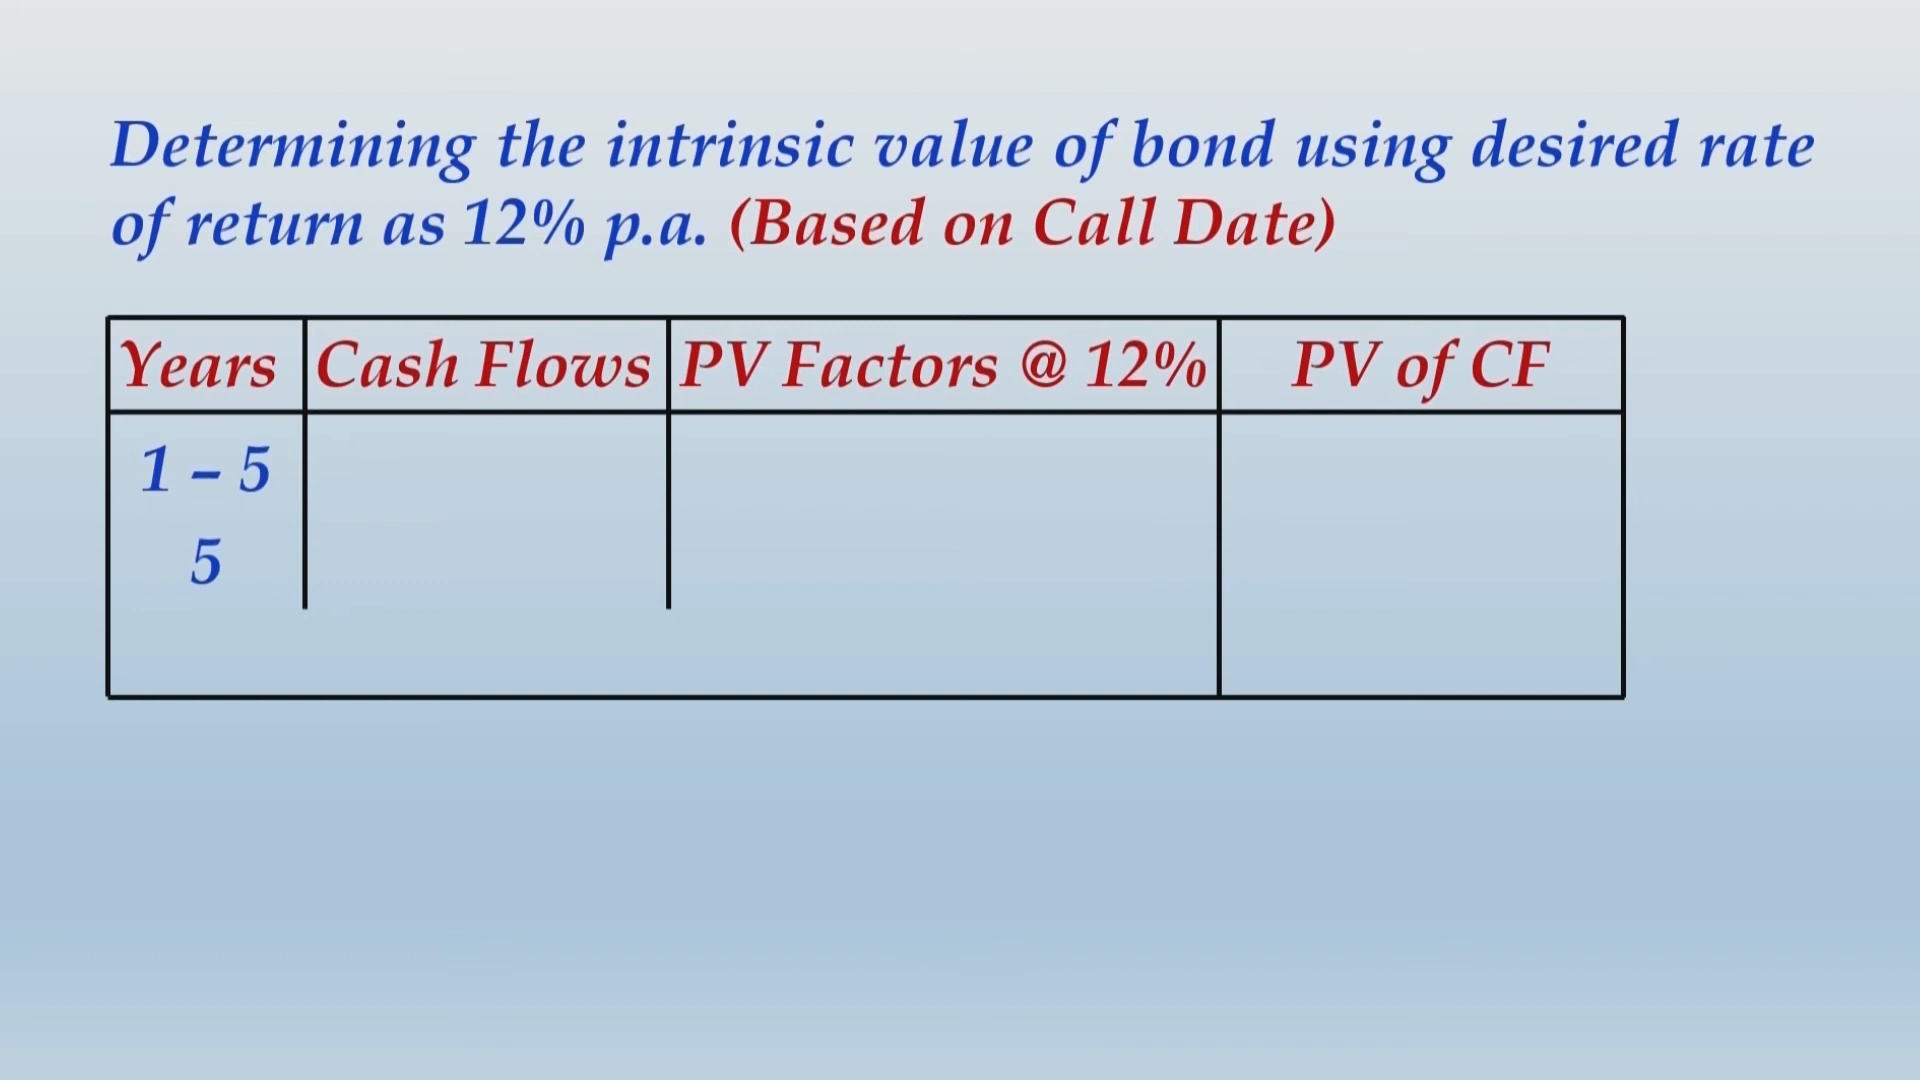 Determining the intrinsic value of bond using desired rate
of return as 12% p.a. (Based on Call Date)
Years Cash Flows PV Factors @ 12% PV of CF
1 – 5
5